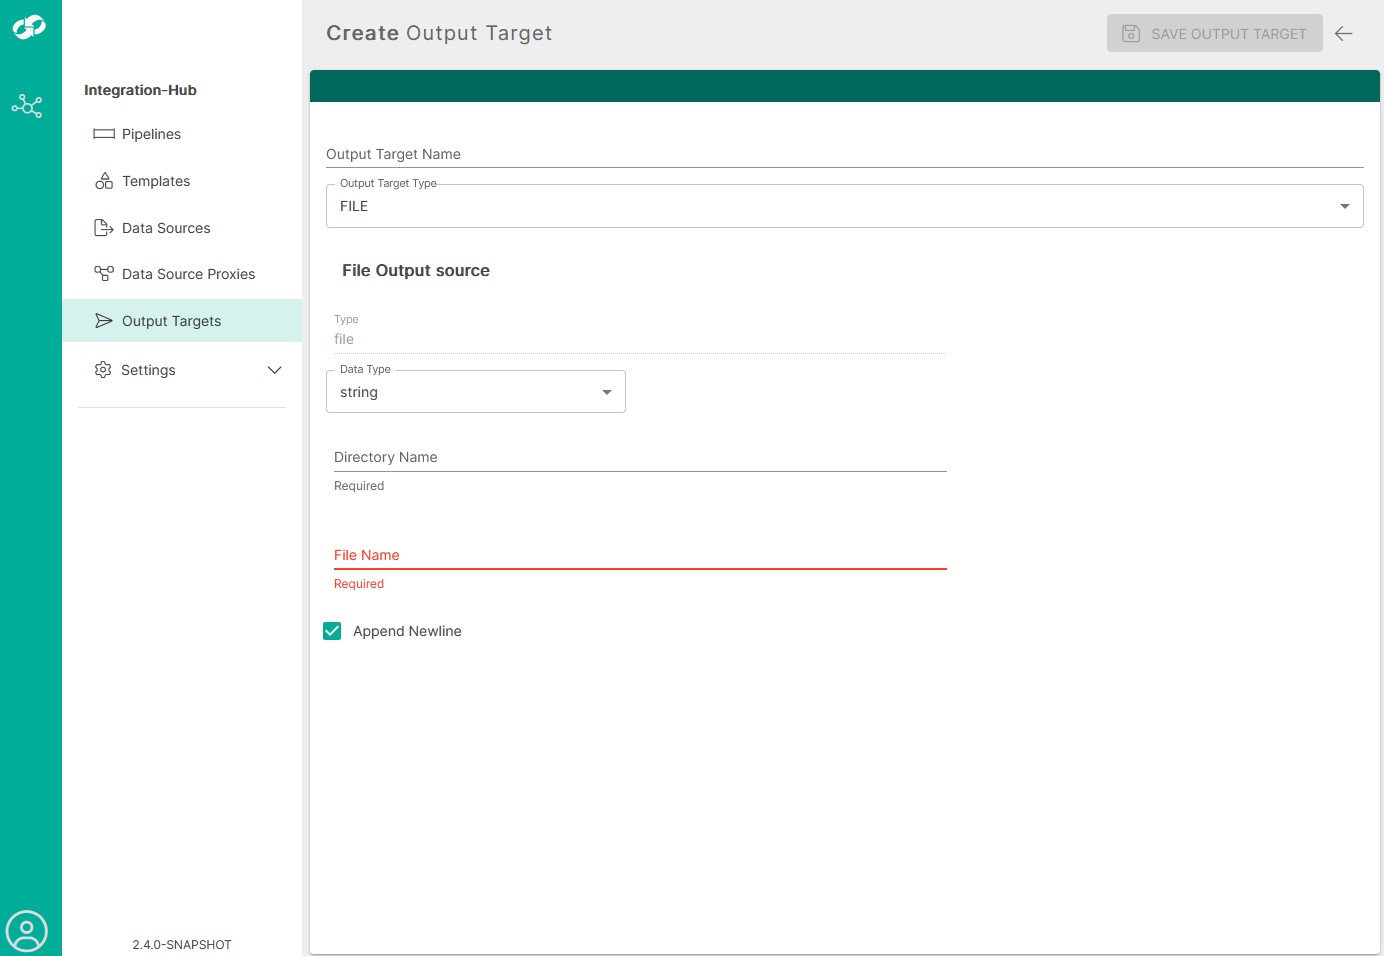 Create Output Target
SAVE OUTPUT TARGET
Integration-Hub
Pipelines
Templates
Data Sources
Data Source Proxies
Output Targets
Settings
2.4.0-SNAPSHOT
Output Target Name
Output Target Type
FILE
File Output source
Type
file
Data Type
string
Directory Name
Required
File Name
Required
Append Newline